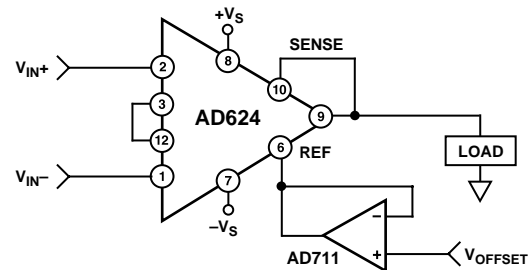 +VS
VIN+
2
8
SENSE
10
3
AD624
9
12
6
REF
LOAD
VIN–
1
7
–VS
–
AD711
+
VOFFSET